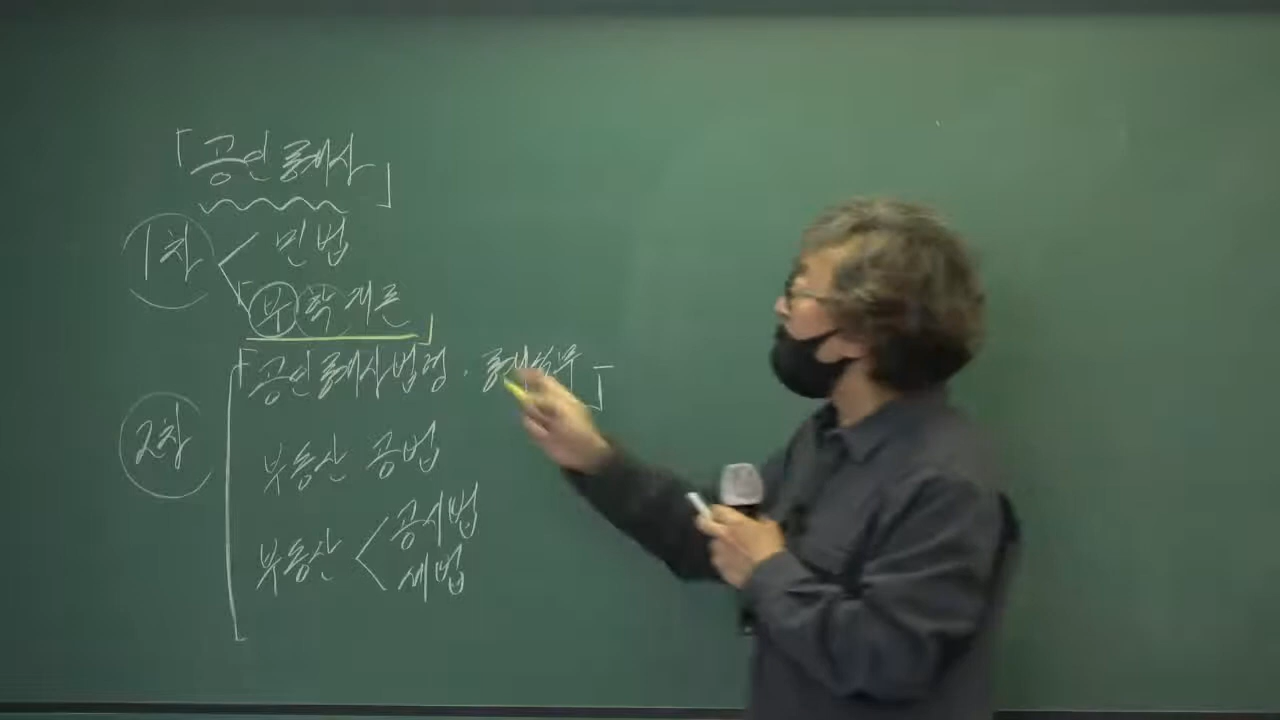 「공인중개사」
1차 < 민법
「부학개론」
2차
「공인중개사법령 · 중개실무」
부동산 공법
부동산 < 공시법
세법